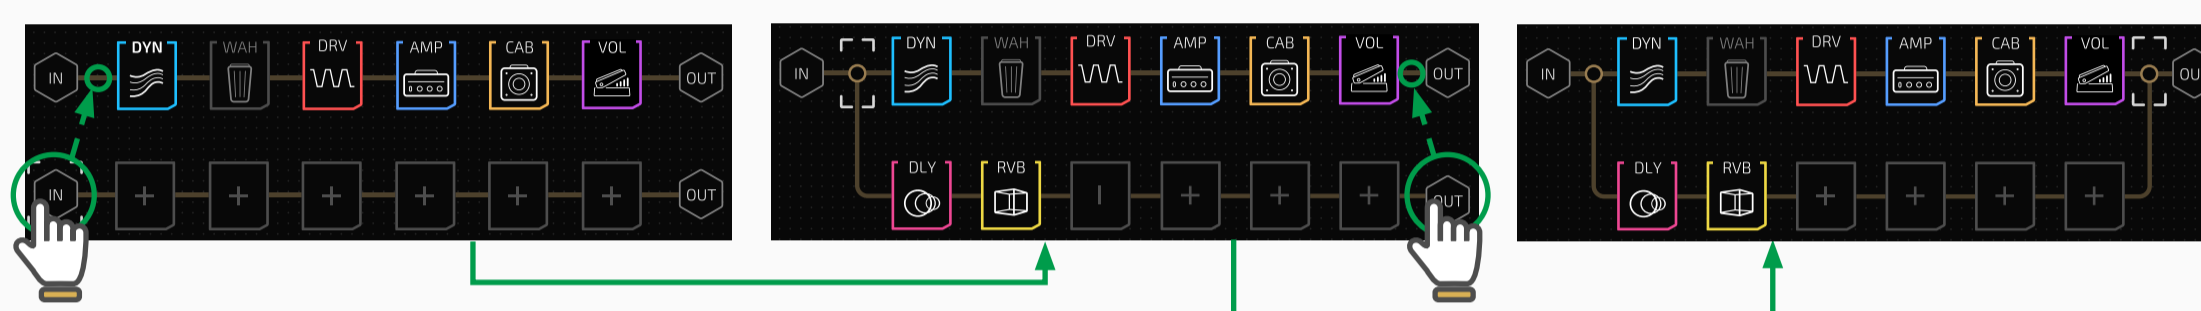 DYN WAH DRV AMP CAB VOL
IN OUT
IN OUT
DYN WAH DRV AMP CAB VOL
IN OUT
DLY RVB
OUT
DYN WAH DRV AMP CAB VOL
IN OU
DLY RVB